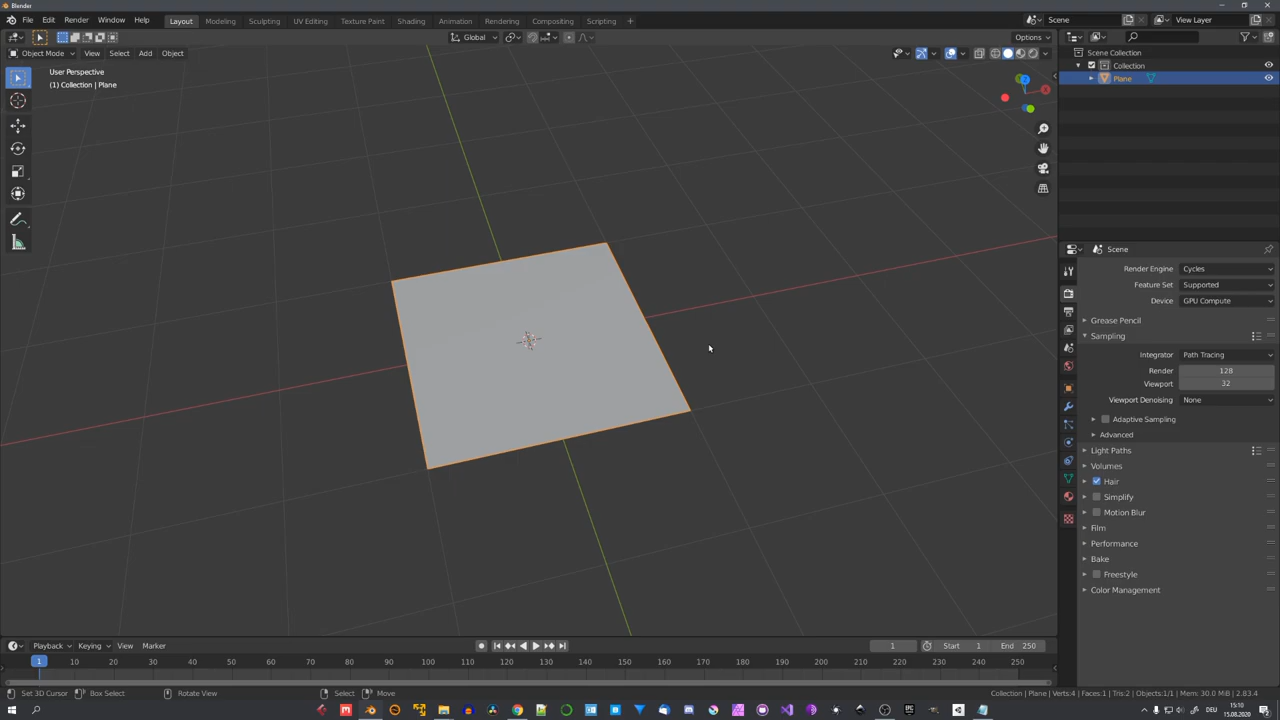 Blender
File Edit Render Window Help Layout Modeling Sculpting UV Editing Texture Paint Shading Animation Rendering Compositing Scripting + Scene View Layer
Global Options
Object Mode View Select Add Object
User Perspective
(1) Collection | Plane
Scene Collection
Collection
Plane
Scene
Render Engine Cycles
Feature Set Supported
Device GPU Compute
Grease Pencil
Sampling
Integrator Path Tracing
Render 128
Viewport 32
Viewport Denoising None
Adaptive Sampling
Advanced
Light Paths
Volumes
Hair
Simplify
Motion Blur
Film
Performance
Bake
Freestyle
Color Management
Playback Keying View Marker 1 Start 1 End 250
1 10 20 30 40 50 60 70 80 90 100 110 120 130 140 150 160 170 180 190 200 210 220 230 240 250
Set 3D Cursor Box Select Rotate View Select Move Collection | Plane | Verts:4 | Faces:1 | Tris:2 | Objects:1/1 | Mem: 30.0 MiB | 2.83.4
DEU 15:10
15.08.2020